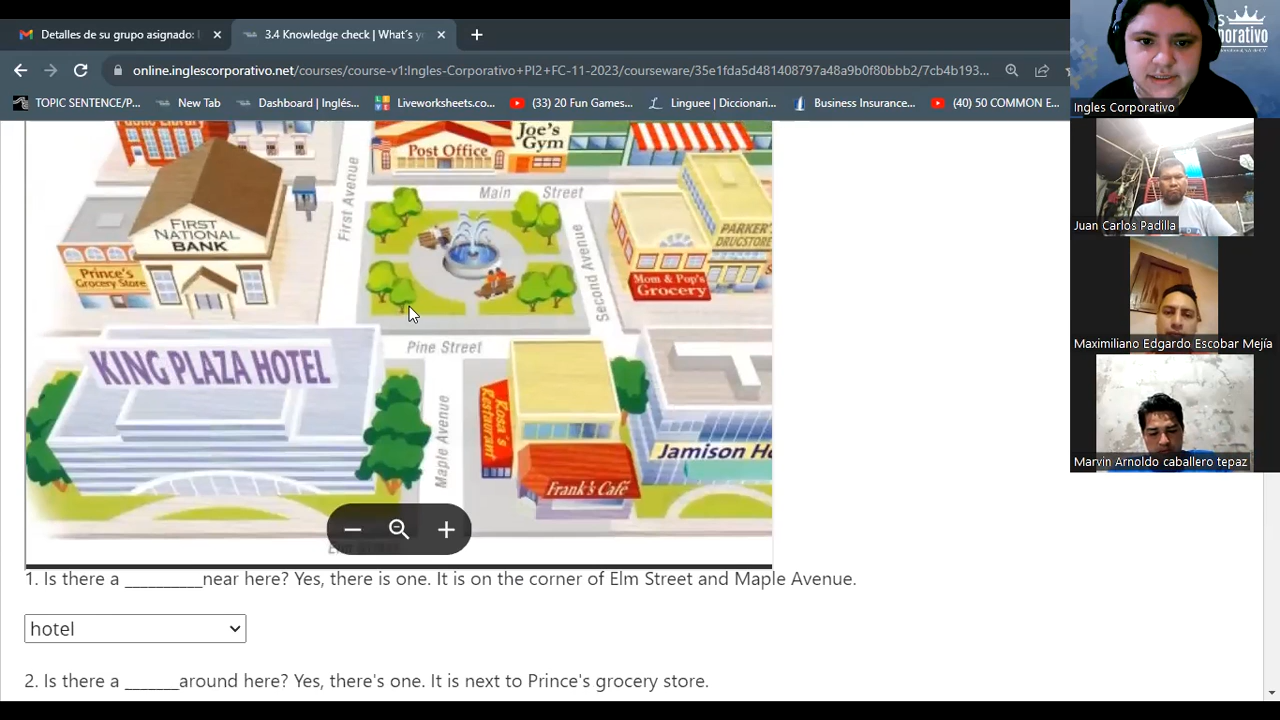 Detalles de su grupo asignado:
3.4 Knowledge check | What's y
online.inglescorporativo.net/courses/course-v1:Ingles-Corporativo+PI2+FC-11-2023/courseware/35e1fda5d481408797a48a9b0f80bbb2/7cb4b193...
TOPIC SENTENCE/P...
New Tab
Dashboard | Inglés...
Liveworksheets.co...
(33) 20 Fun Games...
Linguee | Diccionari...
Business Insurance...
(40) 50 COMMON E...
Post Office
Joe's
Gym
First Avenue
Main Street
FIRST
NATIONAL
BANK
PARKER'S
DRUGSTORE
Prince's
Grocery Store
Second Avenue
Mom & Pop's
Grocery
Pine Street
KING PLAZA HOTEL
Rosa's
Restaurant
Maple Avenue
Jamison Ho
Frank's Café
1. Is there a __________near here? Yes, there is one. It is on the corner of Elm Street and Maple Avenue.
hotel
2. Is there a _______around here? Yes, there's one. It is next to Prince's grocery store.
Ingles Corporativo
Juan Carlos Padilla
Maximiliano Edgardo Escobar Mejía
Marvin Arnoldo caballero tepaz